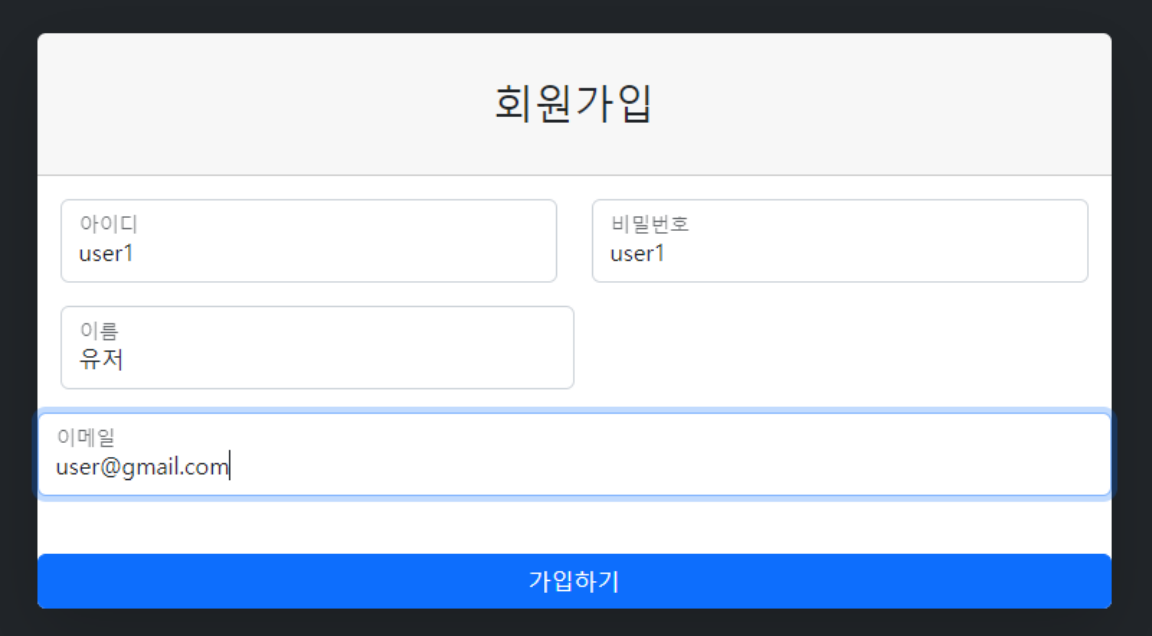 회원가입
아이디
user1
비밀번호
user1
이름
유저
이메일
user@gmail.com
가입하기